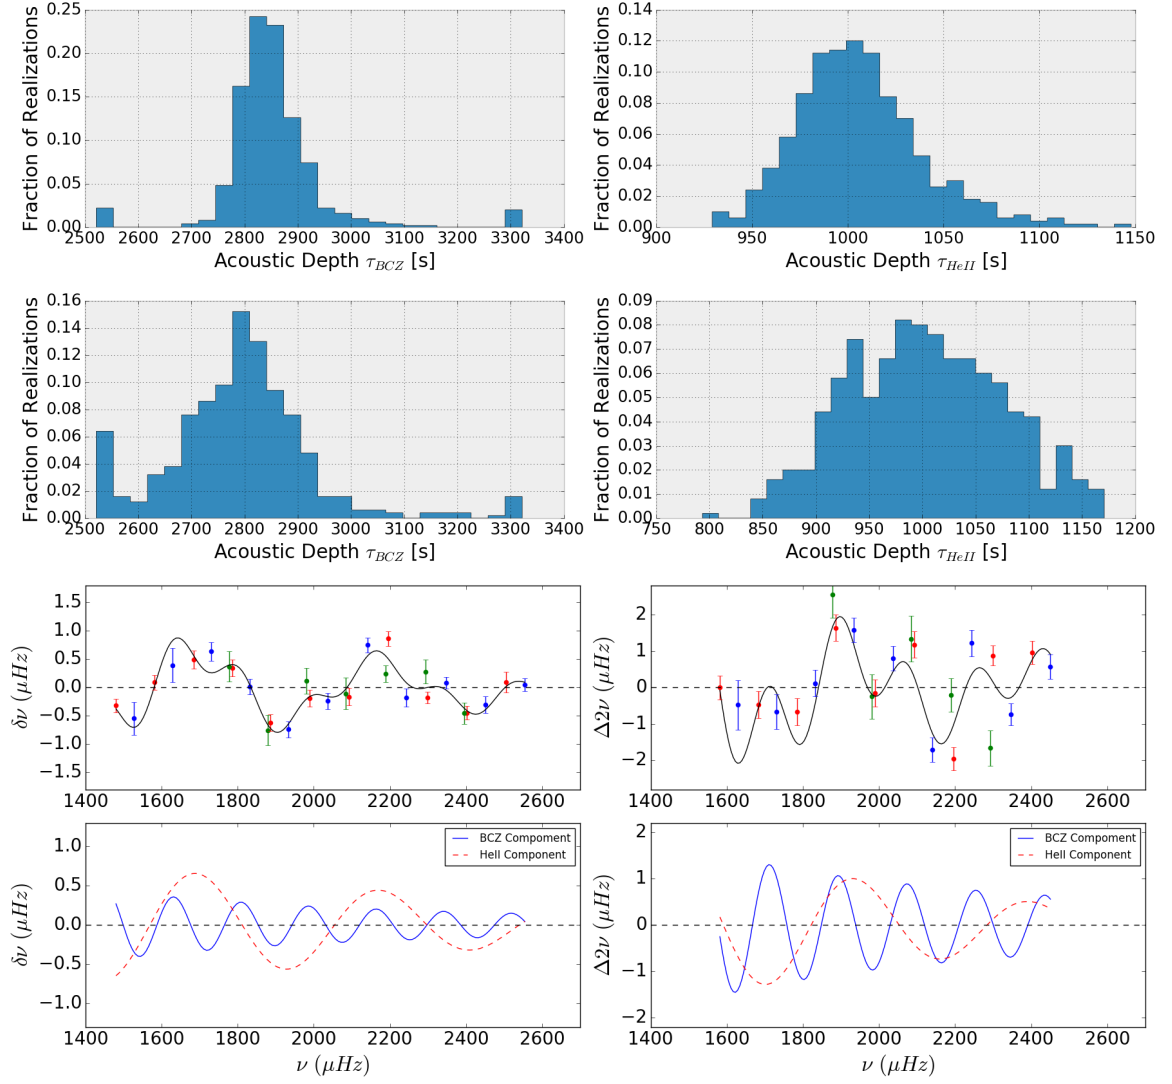 0.25
0.20
0.15
0.10
0.05
0.00
2500 2600 2700 2800 2900 3000 3100 3200 3300 3400
Fraction of Realizations
Acoustic Depth τ_BCZ [s]
0.14
0.12
0.10
0.08
0.06
0.04
0.02
0.00
900 950 1000 1050 1100 1150
Fraction of Realizations
Acoustic Depth τ_HeII [s]
0.16
0.14
0.12
0.10
0.08
0.06
0.04
0.02
0.00
2500 2600 2700 2800 2900 3000 3100 3200 3300 3400
Fraction of Realizations
Acoustic Depth τ_BCZ [s]
0.09
0.08
0.07
0.06
0.05
0.04
0.03
0.02
0.01
0.00
750 800 850 900 950 1000 1050 1100 1150 1200
Fraction of Realizations
Acoustic Depth τ_HeII [s]
1.5
1.0
0.5
0.0
−0.5
−1.0
−1.5
1400 1600 1800 2000 2200 2400 2600
δν (μHz)
2
1
0
−1
−2
1400 1600 1800 2000 2200 2400 2600
Δ2ν (μHz)
1.0
0.5
0.0
−0.5
−1.0
1400 1600 1800 2000 2200 2400 2600
δν (μHz)
BCZ Compoment
HeII Component
ν (μHz)
2
1
0
−1
−2
1400 1600 1800 2000 2200 2400 2600
Δ2ν (μHz)
BCZ Compoment
HeII Component
ν (μHz)